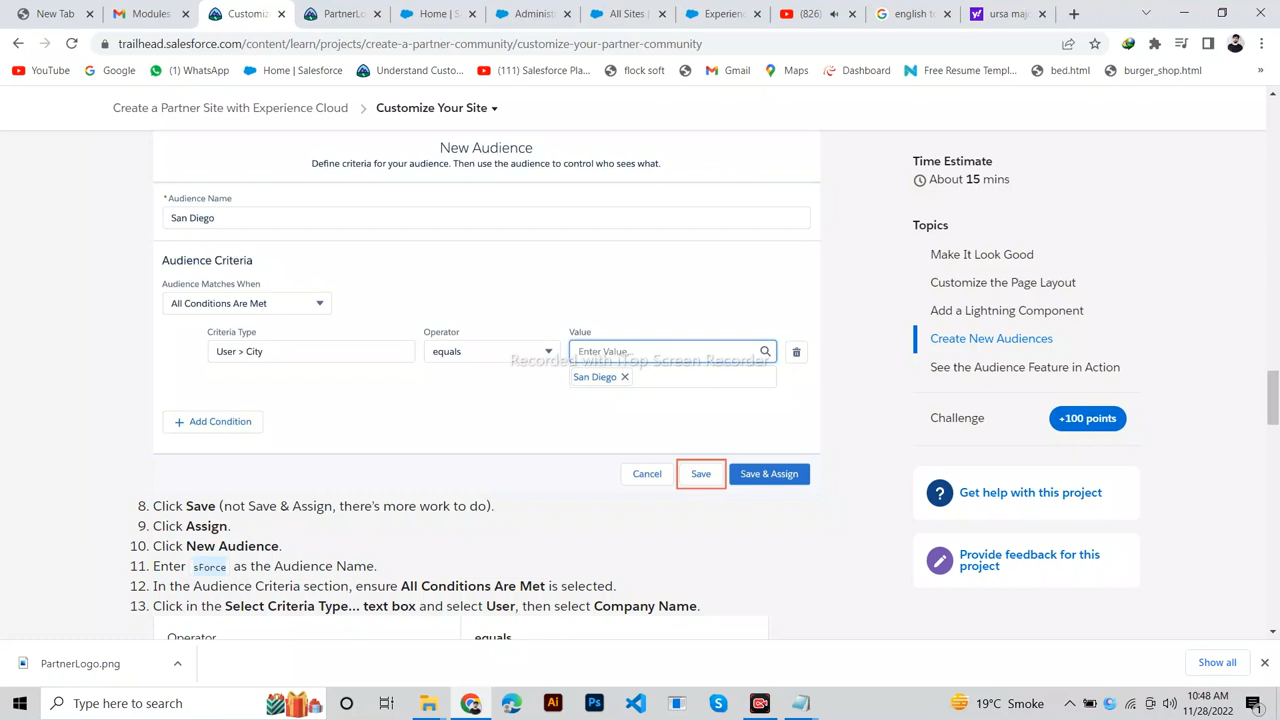 New Tab
Modules
Customiz
PartnerLo
Home | S
Administr
All Sites |
Experienc
(826)
english to
ursa maj
trailhead.salesforce.com/content/learn/projects/create-a-partner-community/customize-your-partner-community
YouTube
Google
(1) WhatsApp
Home | Salesforce
Understand Custo...
(111) Salesforce Pla...
flock soft
Gmail
Maps
Dashboard
Free Resume Templ...
bed.html
burger_shop.html
»
Create a Partner Site with Experience Cloud
Customize Your Site
New Audience
Define criteria for your audience. Then use the audience to control who sees what.
* Audience Name
San Diego
Audience Criteria
Audience Matches When
All Conditions Are Met
Criteria Type
Operator
Value
User > City
equals
Enter Value...
Recorded with iTop Screen Recorder
San Diego
Add Condition
Cancel
Save
Save & Assign
8. Click Save (not Save & Assign, there's more work to do).
9. Click Assign.
10. Click New Audience.
11. Enter sForce as the Audience Name.
12. In the Audience Criteria section, ensure All Conditions Are Met is selected.
13. Click in the Select Criteria Type... text box and select User, then select Company Name.
Operator
equals
Time Estimate
About 15 mins
Topics
Make It Look Good
Customize the Page Layout
Add a Lightning Component
Create New Audiences
See the Audience Feature in Action
Challenge
+100 points
Get help with this project
Provide feedback for this
project
PartnerLogo.png
Show all
Type here to search
Ai
Ps
19°C Smoke
10:48 AM
11/28/2022
1